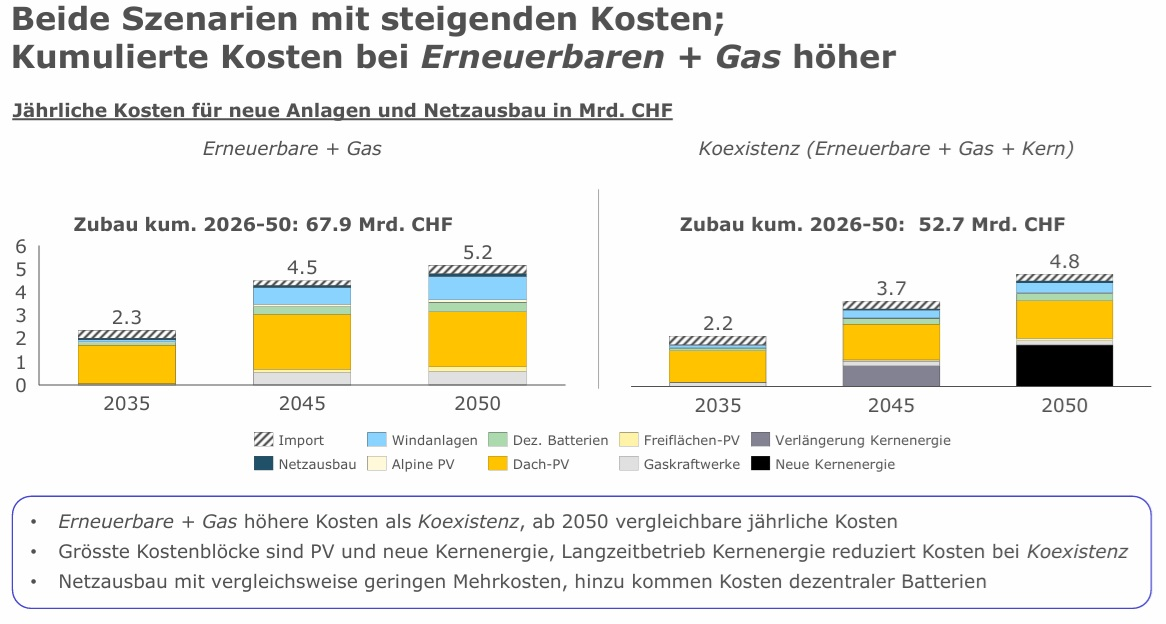 Beide Szenarien mit steigenden Kosten;
Kumulierte Kosten bei Erneuerbaren + Gas höher
Jährliche Kosten für neue Anlagen und Netzausbau in Mrd. CHF
Erneuerbare + Gas
Koexistenz (Erneuerbare + Gas + Kern)
Zubau kum. 2026-50: 67.9 Mrd. CHF
Zubau kum. 2026-50: 52.7 Mrd. CHF
6
5
4
3
2
1
0
2.3
4.5
5.2
2035
2045
2050
2.2
3.7
4.8
2035
2045
2050
Import
Windanlagen
Dez. Batterien
Freiflächen-PV
Verlängerung Kernenergie
Netzausbau
Alpine PV
Dach-PV
Gaskraftwerke
Neue Kernenergie
• Erneuerbare + Gas höhere Kosten als Koexistenz, ab 2050 vergleichbare jährliche Kosten
• Grösste Kostenblöcke sind PV und neue Kernenergie, Langzeitbetrieb Kernenergie reduziert Kosten bei Koexistenz
• Netzausbau mit vergleichsweise geringen Mehrkosten, hinzu kommen Kosten dezentraler Batterien